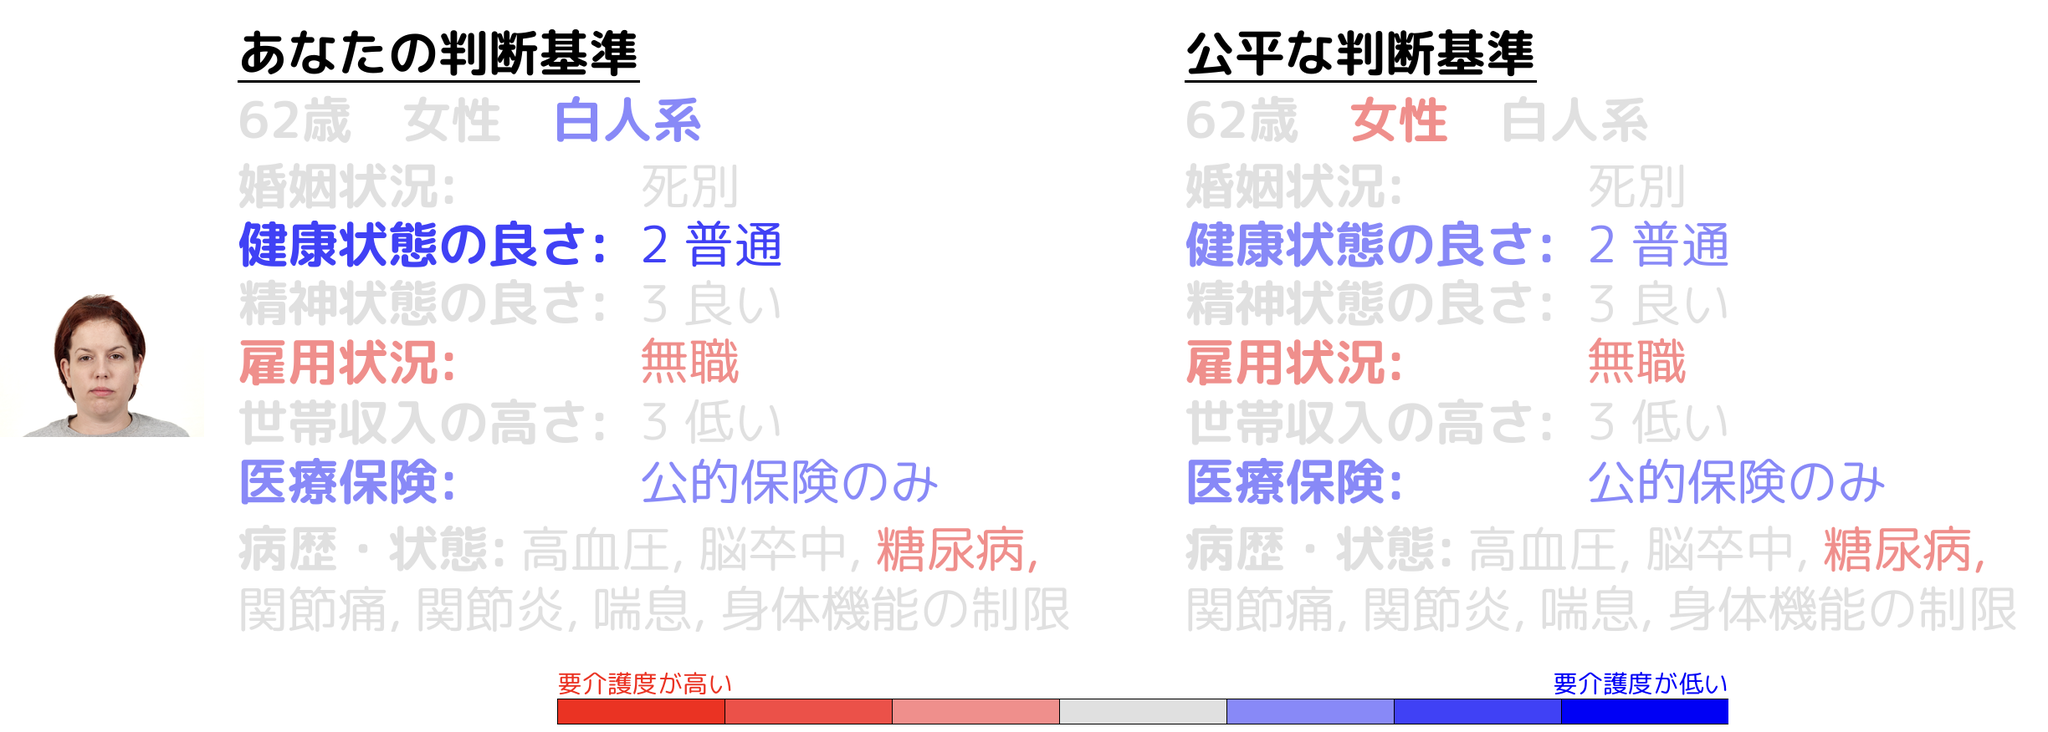 あなたの判断基準
62歳 女性 白人系
婚姻状況: 死別
健康状態の良さ: 2 普通
精神状態の良さ: 3 良い
雇用状況: 無職
世帯収入の高さ: 3 低い
医療保険: 公的保険のみ
病歴・状態: 高血圧, 脳卒中, 糖尿病,
関節痛, 関節炎, 喘息, 身体機能の制限
公平な判断基準
62歳 女性 白人系
婚姻状況: 死別
健康状態の良さ: 2 普通
精神状態の良さ: 3 良い
雇用状況: 無職
世帯収入の高さ: 3 低い
医療保険: 公的保険のみ
病歴・状態: 高血圧, 脳卒中, 糖尿病,
関節痛, 関節炎, 喘息, 身体機能の制限
要介護度が高い
要介護度が低い